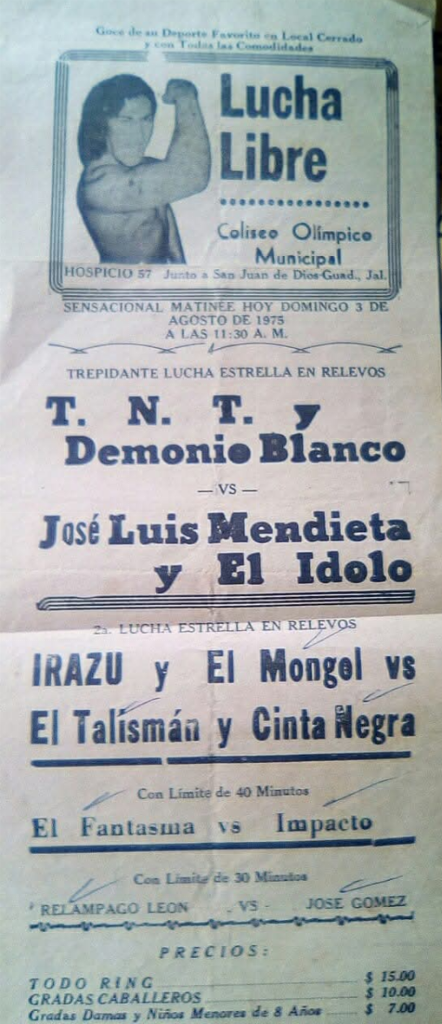 Goce de su Deporte Favorito en Local Cerrado
y con Todas las Comodidades
Lucha
Libre
Coliseo Olímpico
Municipal
HOSPICIO 57 Junto a San Juan de Dios Guad., Jal.
SENSACIONAL MATINEE HOY DOMINGO 3 DE
AGOSTO DE 1975
A LAS 11:30 A. M.
TREPIDANTE LUCHA ESTRELLA EN RELEVOS
T. N. T. y
Demonio Blanco
— VS —
José Luis Mendieta
y El Idolo
2a. LUCHA ESTRELLA EN RELEVOS
IRAZU y El Mongol vs
El Talismán y Cinta Negra
Con Límite de 40 Minutos
El Fantasma vs Impacto
Con Límite de 30 Minutos
RELAMPAGO LEON - VS - JOSE GOMEZ
PRECIOS:
TODO RING $ 15.00
GRADAS CABALLEROS $ 10.00
Gradas Damas y Niños Menores de 8 Años $ 7.00